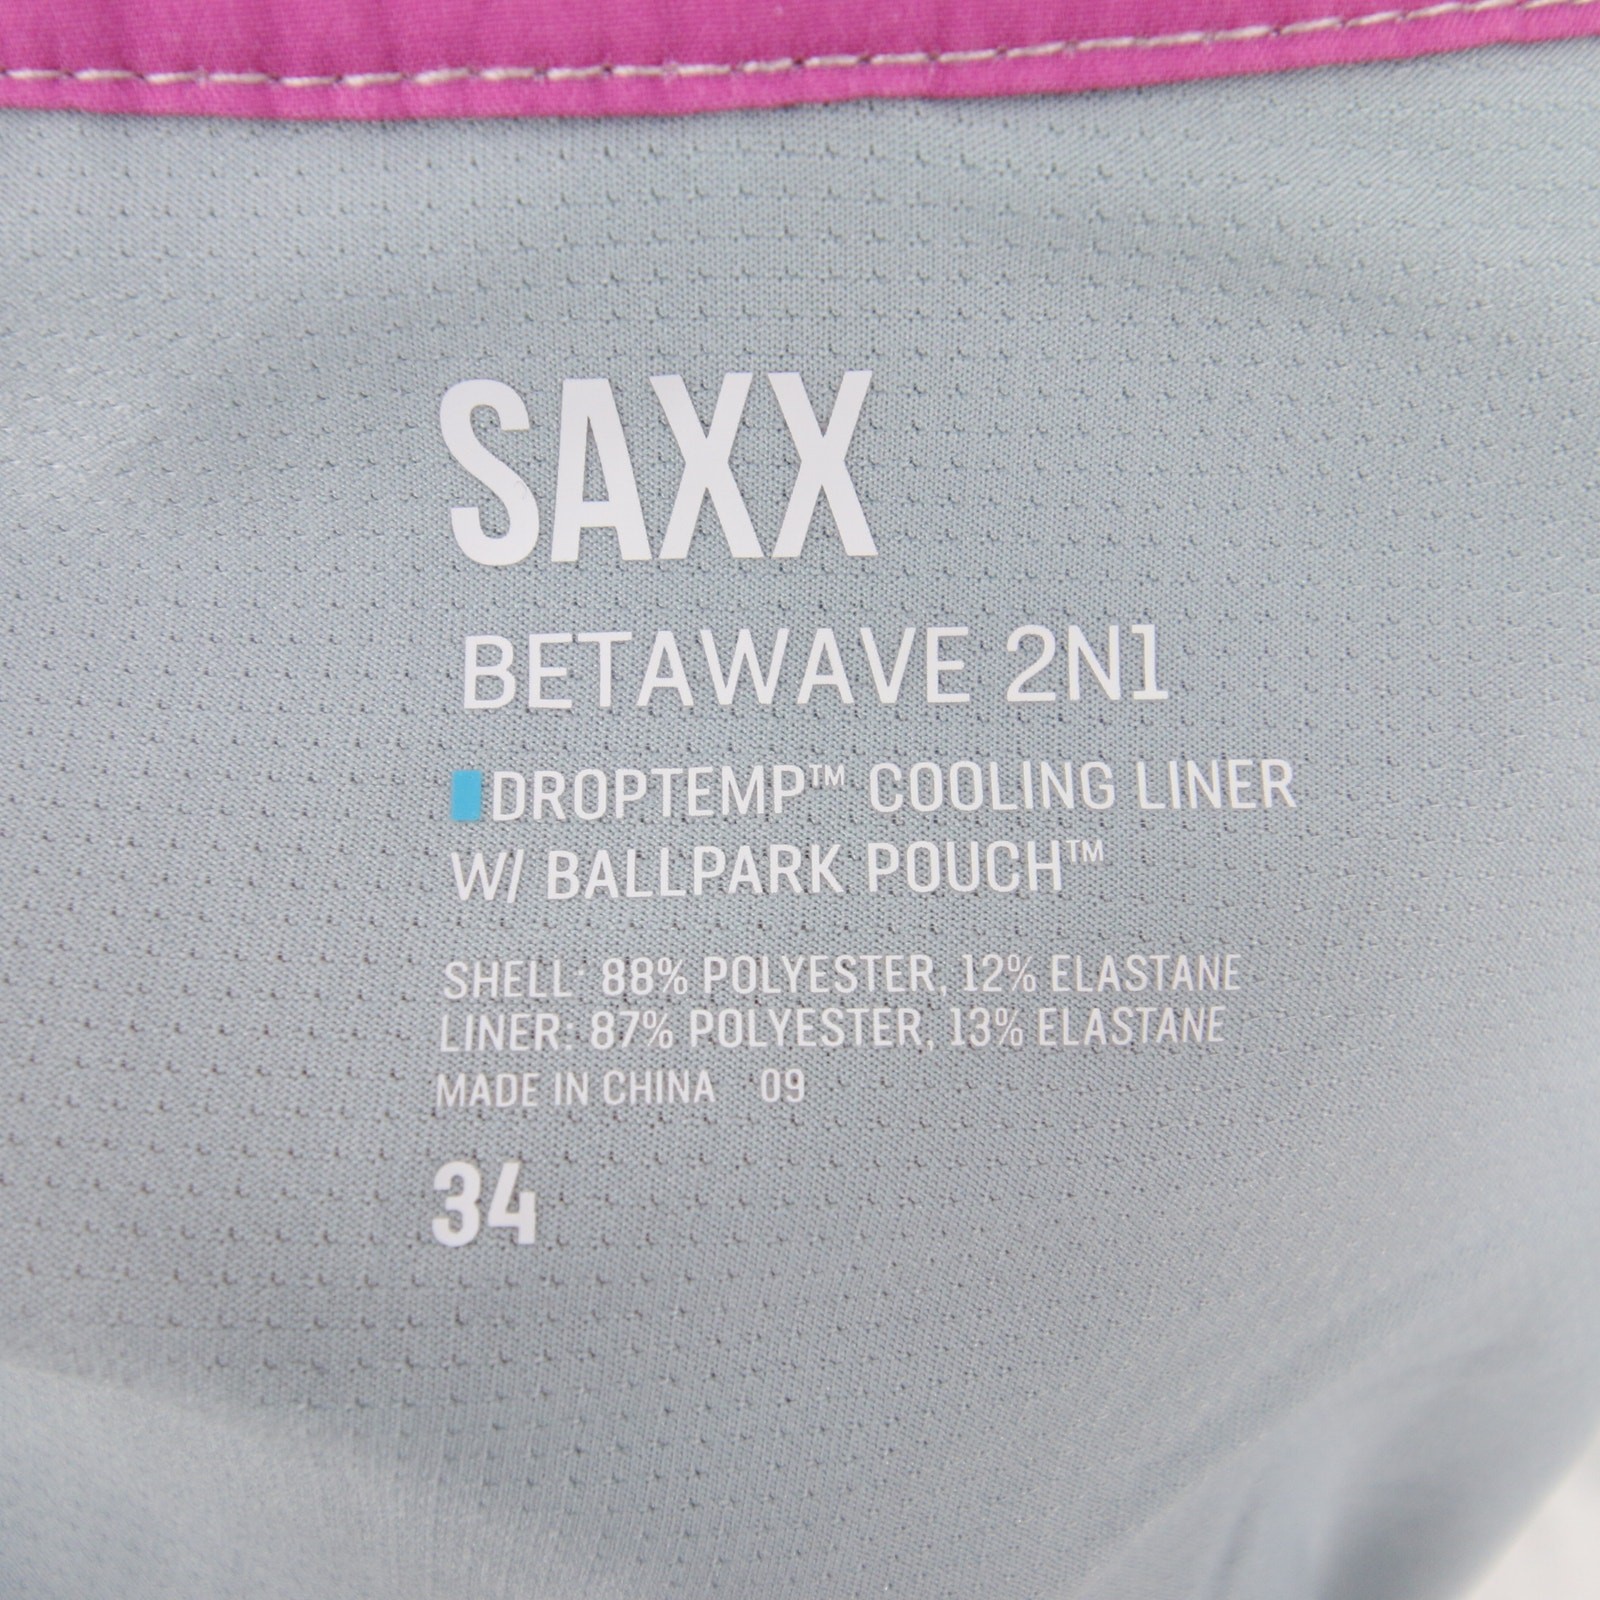 SAXX
BETAWAVE 2N1
DROPTEMP™ COOLING LINER
W/ BALLPARK POUCH™
SHELL: 88% POLYESTER, 12% ELASTANE
LINER: 87% POLYESTER, 13% ELASTANE
MADE IN CHINA 09
34